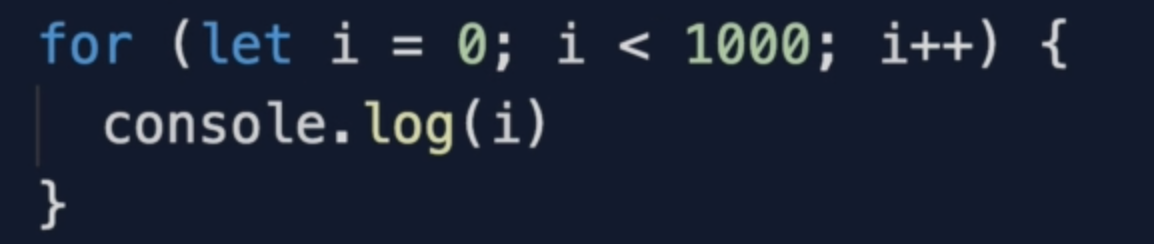 for (let i = 0; i < 1000; i++) {
  console.log(i)
}